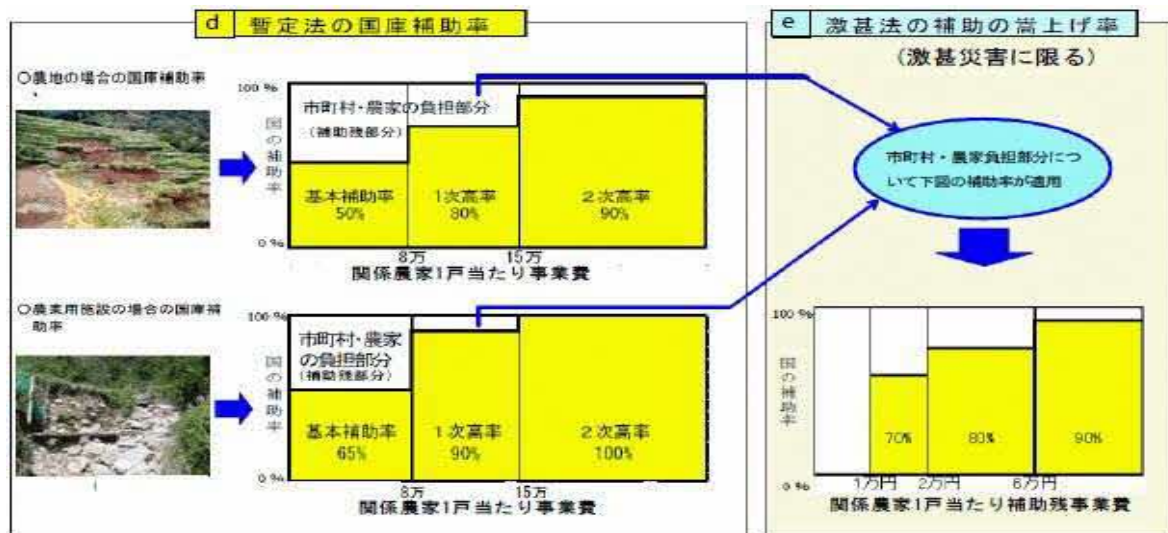 d 暫定法の国庫補助率
○農地の場合の国庫補助率
100 %
国の補助率
0 %
市町村・農家の負担部分
(補助残部分)
基本補助率
50%
1次高率
80%
2次高率
90%
8万
15万
関係農家1戸当たり事業費
○農業用施設の場合の国庫補
助率
100 %
国の補助率
0 %
市町村・農家
の負担部分
(補助残部分)
基本補助率
65%
1次高率
90%
2次高率
100%
8万
15万
関係農家1戸当たり事業費
e 激甚法の補助の嵩上げ率
(激甚災害に限る)
市町村・農家負担部分につ
いて下図の補助率が適用
100 %
国の補助率
0 %
70%
80%
90%
1万円
2万円
6万円
関係農家1戸当たり補助残事業費